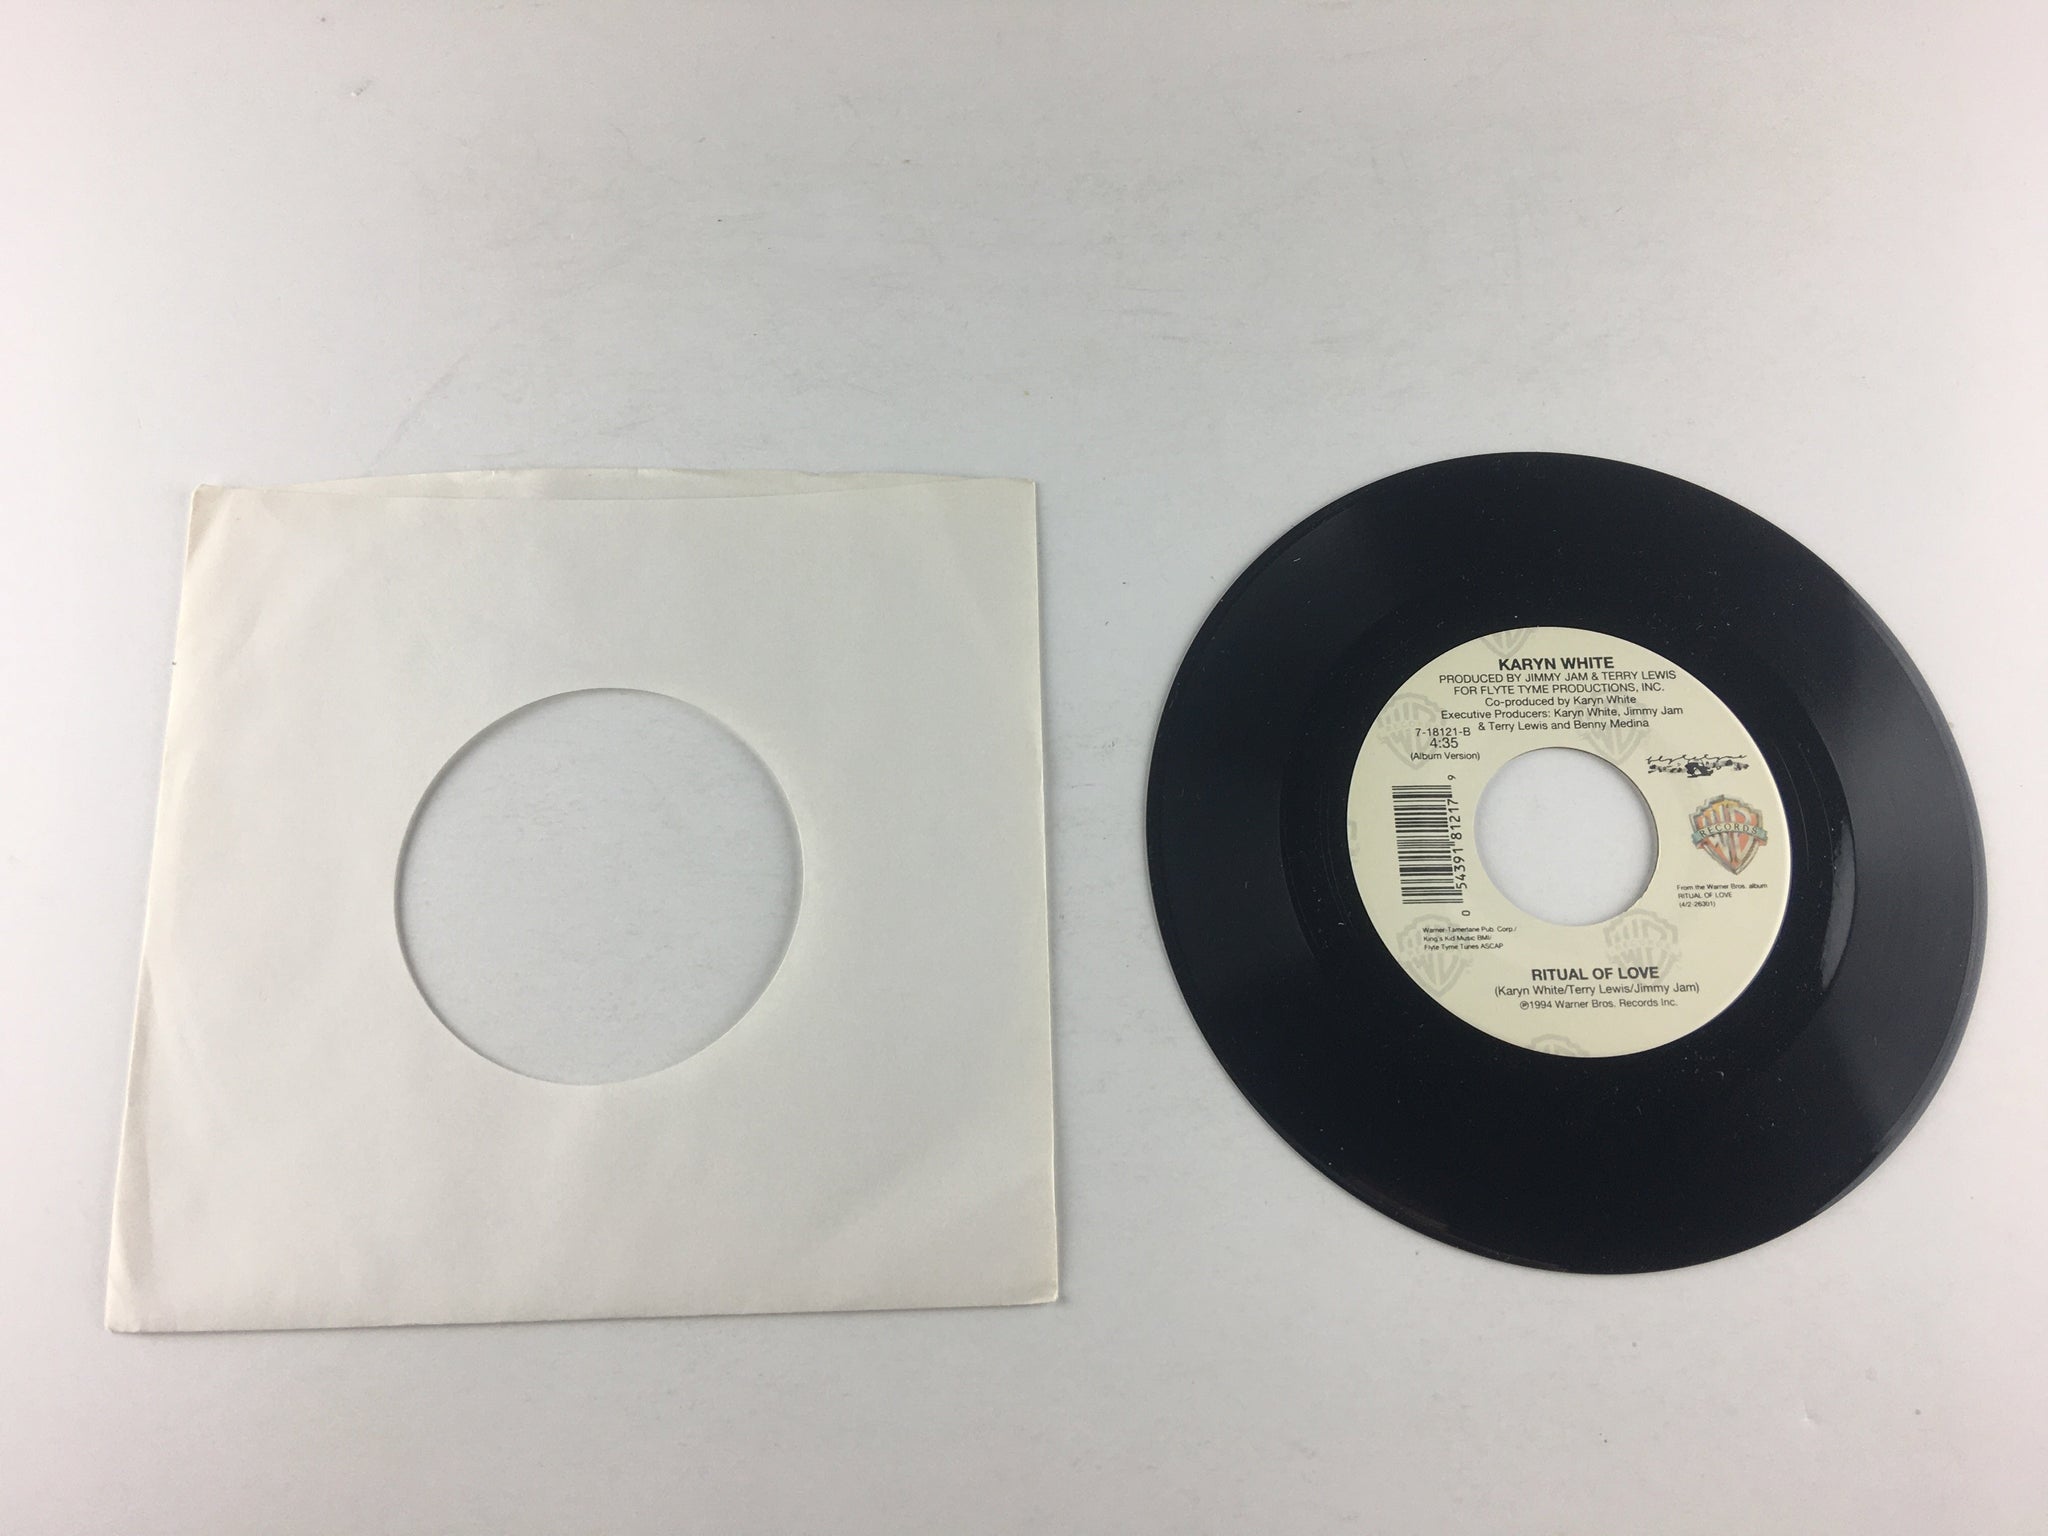 KARYN WHITE
PRODUCED BY JIMMY JAM & TERRY LEWIS
FOR FLYTE TYME PRODUCTIONS, INC.
Co-produced by Karyn White
Executive Producers: Karyn White, Jimmy Jam
& Terry Lewis and Benny Medina
7-18121-B
4:35
(Album Version)
0 54391 81217 9
RECORDS
From the Warner Bros. album
RITUAL OF LOVE
(4/2-26301)
Warner-Tamerlane Pub. Corp./
King's Kid Music BMI/
Flyte Tyme Tunes ASCAP
RITUAL OF LOVE
(Karyn White/Terry Lewis/Jimmy Jam)
℗1994 Warner Bros. Records Inc.